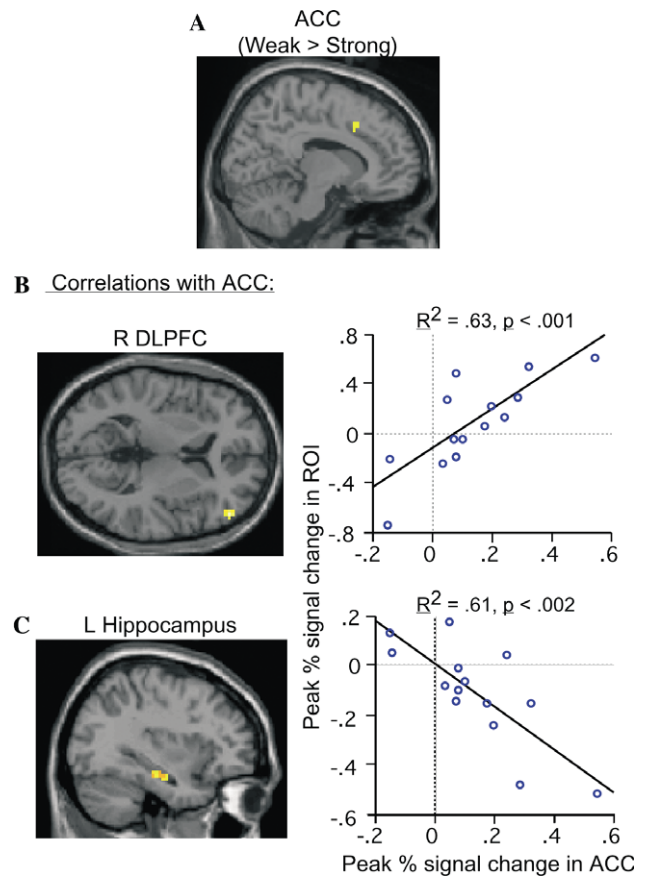 A ACC
(Weak > Strong)
B Correlations with ACC:
R DLPFC
R2 = .63, p < .001
.8
.4
0
-.4
-.8
-.2 0 .2 .4 .6
Peak % signal change in ROI
C L Hippocampus
R2 = .61, p < .002
.2
0
-.2
-.4
-.6
-.2 0 .2 .4 .6
Peak % signal change in ACC